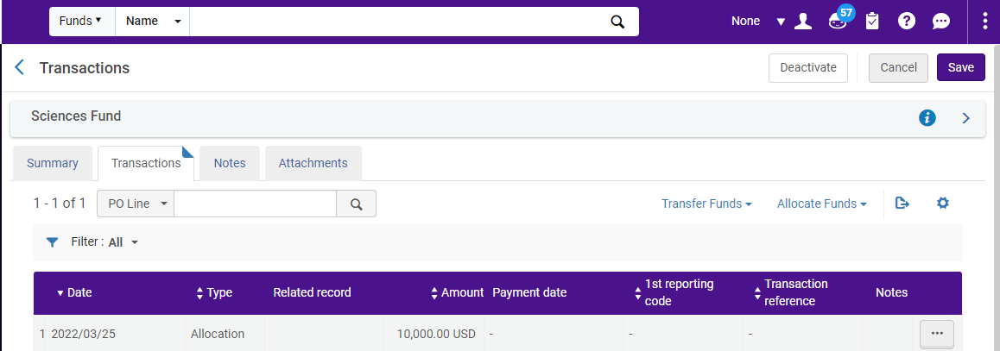 Funds Name None 57
Transactions Deactivate Cancel Save
Sciences Fund
Summary Transactions Notes Attachments
1 - 1 of 1 PO Line Transfer Funds Allocate Funds
Filter : All
Date Type Related record Amount Payment date 1st reporting code Transaction reference Notes
1 2022/03/25 Allocation 10,000.00 USD - - -